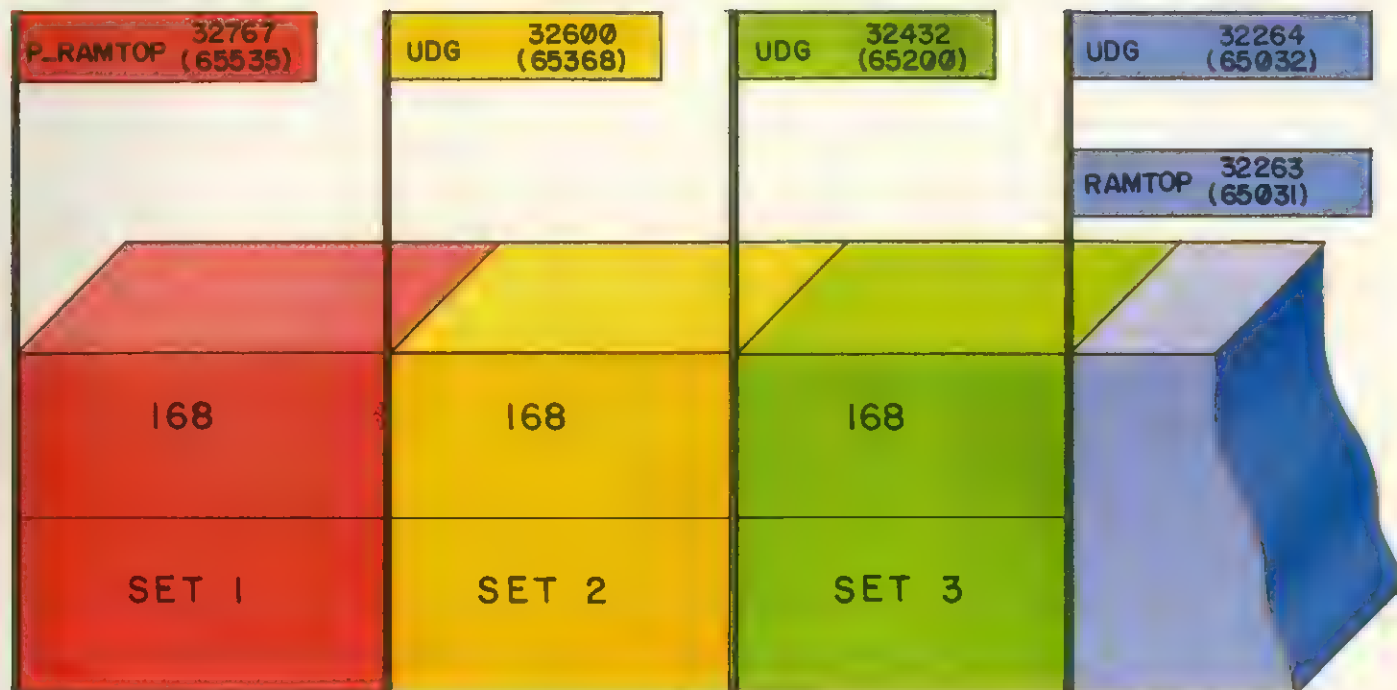 P_RAMTOP 32767
(65535)
UDG 32600
(65368)
UDG 32432
(65200)
UDG 32264
(65032)
RAMTOP 32263
(65031)
168
168
168
SET 1
SET 2
SET 3